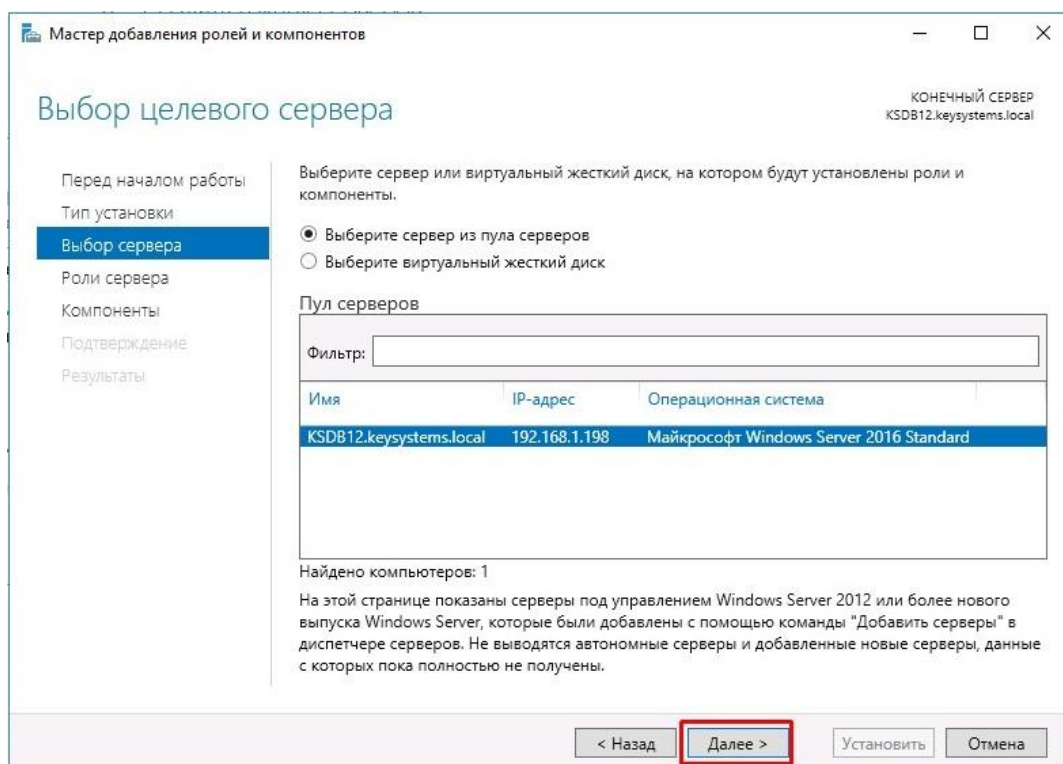 Мастер добавления ролей и компонентов
Выбор целевого сервера
КОНЕЧНЫЙ СЕРВЕР
KSDB12.keysystems.local
Перед началом работы
Тип установки
Выбор сервера
Роли сервера
Компоненты
Подтверждение
Результаты
Выберите сервер или виртуальный жесткий диск, на котором будут установлены роли и
компоненты.
Выберите сервер из пула серверов
Выберите виртуальный жесткий диск
Пул серверов
Фильтр:
Имя IP-адрес Операционная система
KSDB12.keysystems.local 192.168.1.198 Майкрософт Windows Server 2016 Standard
Найдено компьютеров: 1
На этой странице показаны серверы под управлением Windows Server 2012 или более нового
выпуска Windows Server, которые были добавлены с помощью команды "Добавить серверы" в
диспетчере серверов. Не выводятся автономные серверы и добавленные новые серверы, данные
с которых пока полностью не получены.
< Назад Далее > Установить Отмена